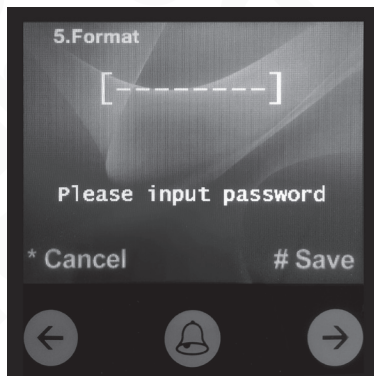 5.Format
[--------]
Please input password
* Cancel # Save